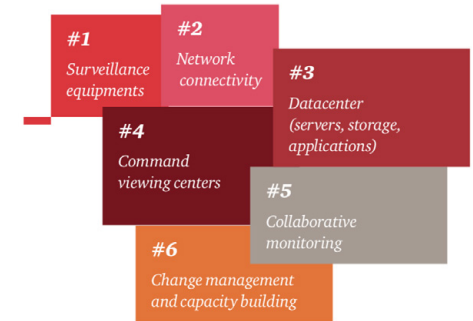 #1
Surveillance
equipments
#2
Network
connectivity
#3
Datacenter
(servers, storage,
applications)
#4
Command
viewing centers
#5
Collaborative
monitoring
#6
Change management
and capacity building